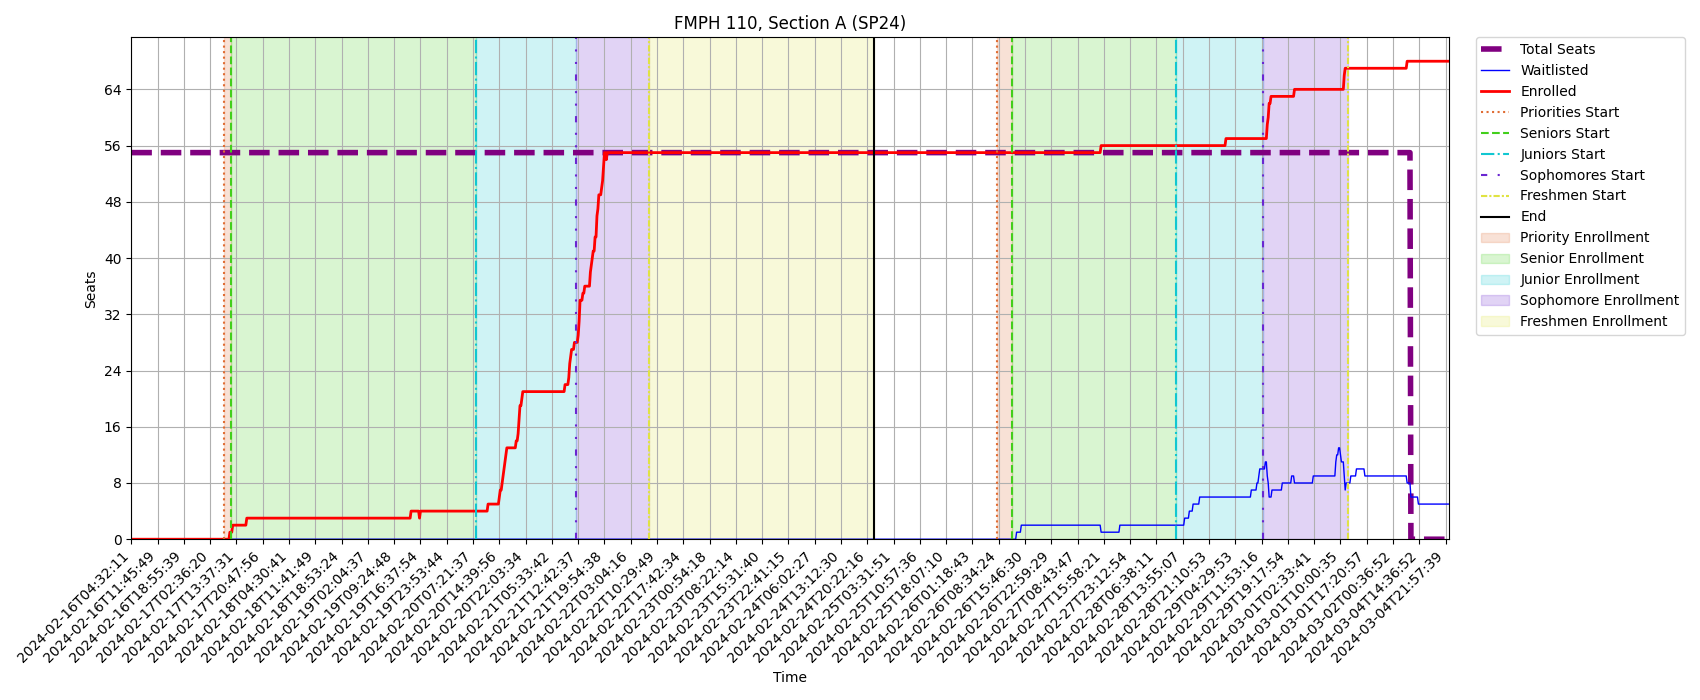 FMPH 110, Section A (SP24)
Seats
64
56
48
40
32
24
16
8
0
2024-02-16T04:32:11
2024-02-16T11:45:49
2024-02-16T18:55:39
2024-02-17T02:36:20
2024-02-17T13:37:31
2024-02-17T20:47:56
2024-02-18T04:30:41
2024-02-18T11:41:49
2024-02-18T18:53:24
2024-02-19T02:04:37
2024-02-19T09:24:48
2024-02-19T16:37:54
2024-02-19T23:53:44
2024-02-20T07:21:37
2024-02-20T14:39:56
2024-02-20T22:03:34
2024-02-21T05:33:42
2024-02-21T12:42:37
2024-02-21T19:54:38
2024-02-22T03:04:16
2024-02-22T10:29:49
2024-02-22T17:42:34
2024-02-23T00:54:18
2024-02-23T08:22:14
2024-02-23T15:31:40
2024-02-23T22:41:15
2024-02-24T06:02:27
2024-02-24T13:12:30
2024-02-24T20:22:16
2024-02-25T03:31:51
2024-02-25T10:57:36
2024-02-25T18:07:10
2024-02-26T01:18:43
2024-02-26T08:34:24
2024-02-26T15:46:30
2024-02-26T22:59:29
2024-02-27T08:43:47
2024-02-27T15:58:21
2024-02-27T23:12:54
2024-02-28T06:38:11
2024-02-28T13:55:07
2024-02-28T21:10:53
2024-02-29T04:29:53
2024-02-29T11:53:16
2024-02-29T19:17:54
2024-03-01T02:33:41
2024-03-01T10:00:35
2024-03-01T17:20:57
2024-03-02T00:36:52
2024-03-04T14:36:52
2024-03-04T21:57:39
Time
Total Seats
Waitlisted
Enrolled
Priorities Start
Seniors Start
Juniors Start
Sophomores Start
Freshmen Start
End
Priority Enrollment
Senior Enrollment
Junior Enrollment
Sophomore Enrollment
Freshmen Enrollment